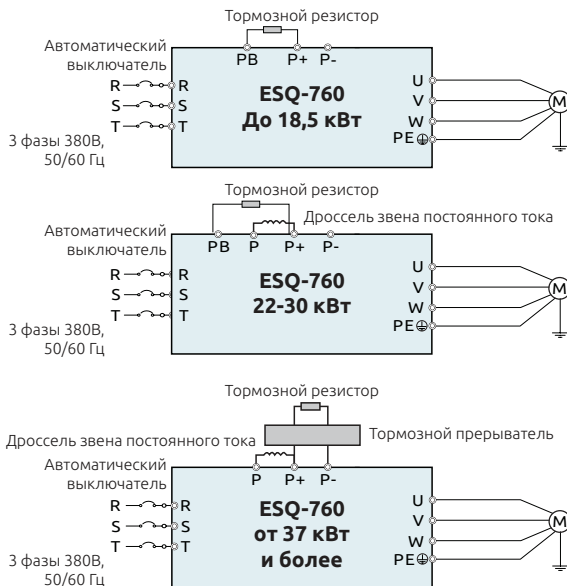 Тормозной резистор
Автоматический
выключатель
PB P+ P-
R R
S S
T T
3 фазы 380В,
50/60 Гц
ESQ-760
До 18,5 кВт
U
V
W
PE
M
Тормозной резистор
Дроссель звена постоянного тока
Автоматический
выключатель
PB P P+ P-
R R
S S
T T
3 фазы 380В,
50/60 Гц
ESQ-760
22-30 кВт
U
V
W
PE
M
Тормозной резистор
Дроссель звена постоянного тока
Тормозной прерыватель
Автоматический
выключатель
P P+ P-
R R
S S
T T
3 фазы 380В,
50/60 Гц
ESQ-760
от 37 кВт
и более
U
V
W
PE
M